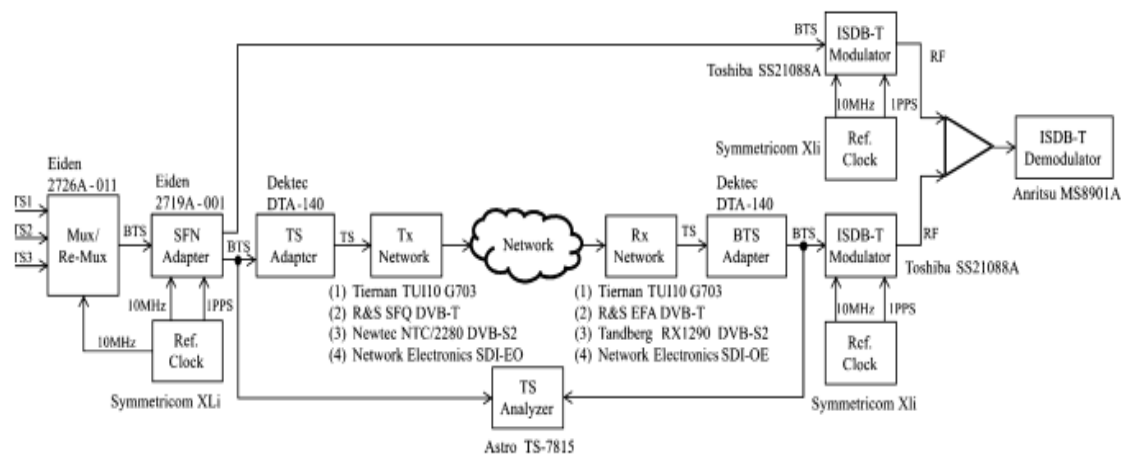 BTS
ISDB-T
Modulator
RF
Toshiba SS21088A
10MHz
1PPS
Symmetricom Xli
Ref.
Clock
ISDB-T
Demodulator
Anritsu MS8901A
Eiden
2726A-011
Eiden
2719A-001
Dektec
DTA-140
Dektec
DTA-140
TS1
TS2
TS3
Mux/
Re-Mux
BTS
SFN
Adapter
BTS
TS
Adapter
TS
Tx
Network
Network
Rx
Network
TS
BTS
Adapter
BTS
ISDB-T
Modulator
RF
Toshiba SS21088A
10MHz
1PPS
10MHz
Ref.
Clock
Symmetricom XLi
(1) Tiernan TUI10 G703
(2) R&S SFQ DVB-T
(3) Newtec NTC/2280 DVB-S2
(4) Network Electronics SDI-EO
(1) Tiernan TUI10 G703
(2) R&S EFA DVB-T
(3) Tandberg RX1290 DVB-S2
(4) Network Electronics SDI-OE
10MHz
1PPS
Ref.
Clock
Symmetricom Xli
TS
Analyzer
Astro TS-7815